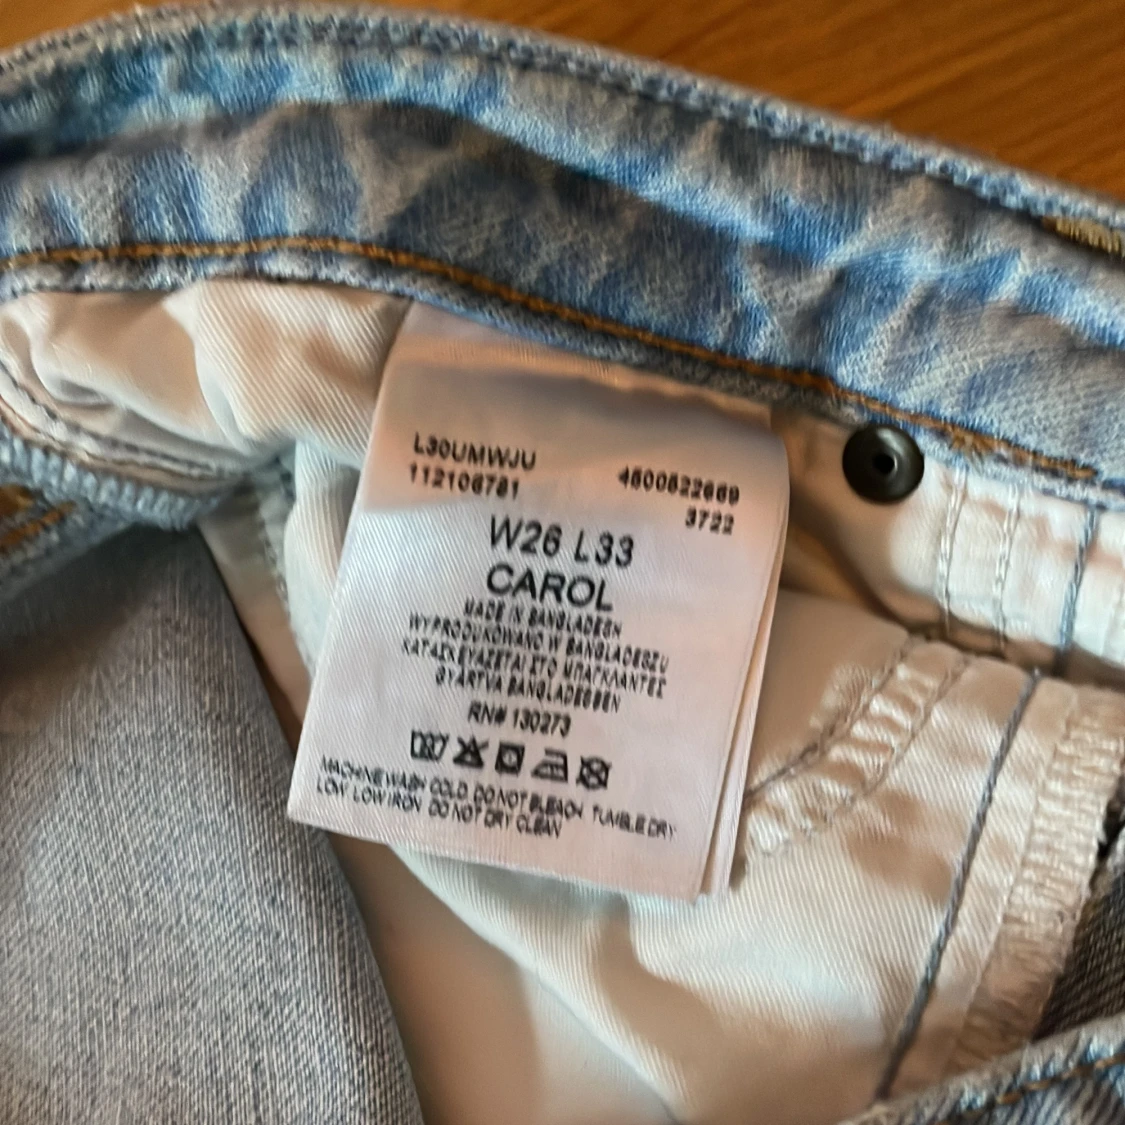 L30UMWJU
112106781 4500522669
3722
W26 L33
CAROL
MADE IN BANGLADESH
WYPRODUKOWANO W BANGLADESZU
ΚΑΤΑΣΚΕΥΑΖΕΤΑΙ ΣΤΟ ΜΠΑΓΚΛΑΝΤΕΣ
GYÁRTVA BANGLADESBEN
RN# 130273
MACHINE WASH COLD DO NOT BLEACH TUMBLE DRY
LOW LOW IRON DO NOT DRY CLEAN